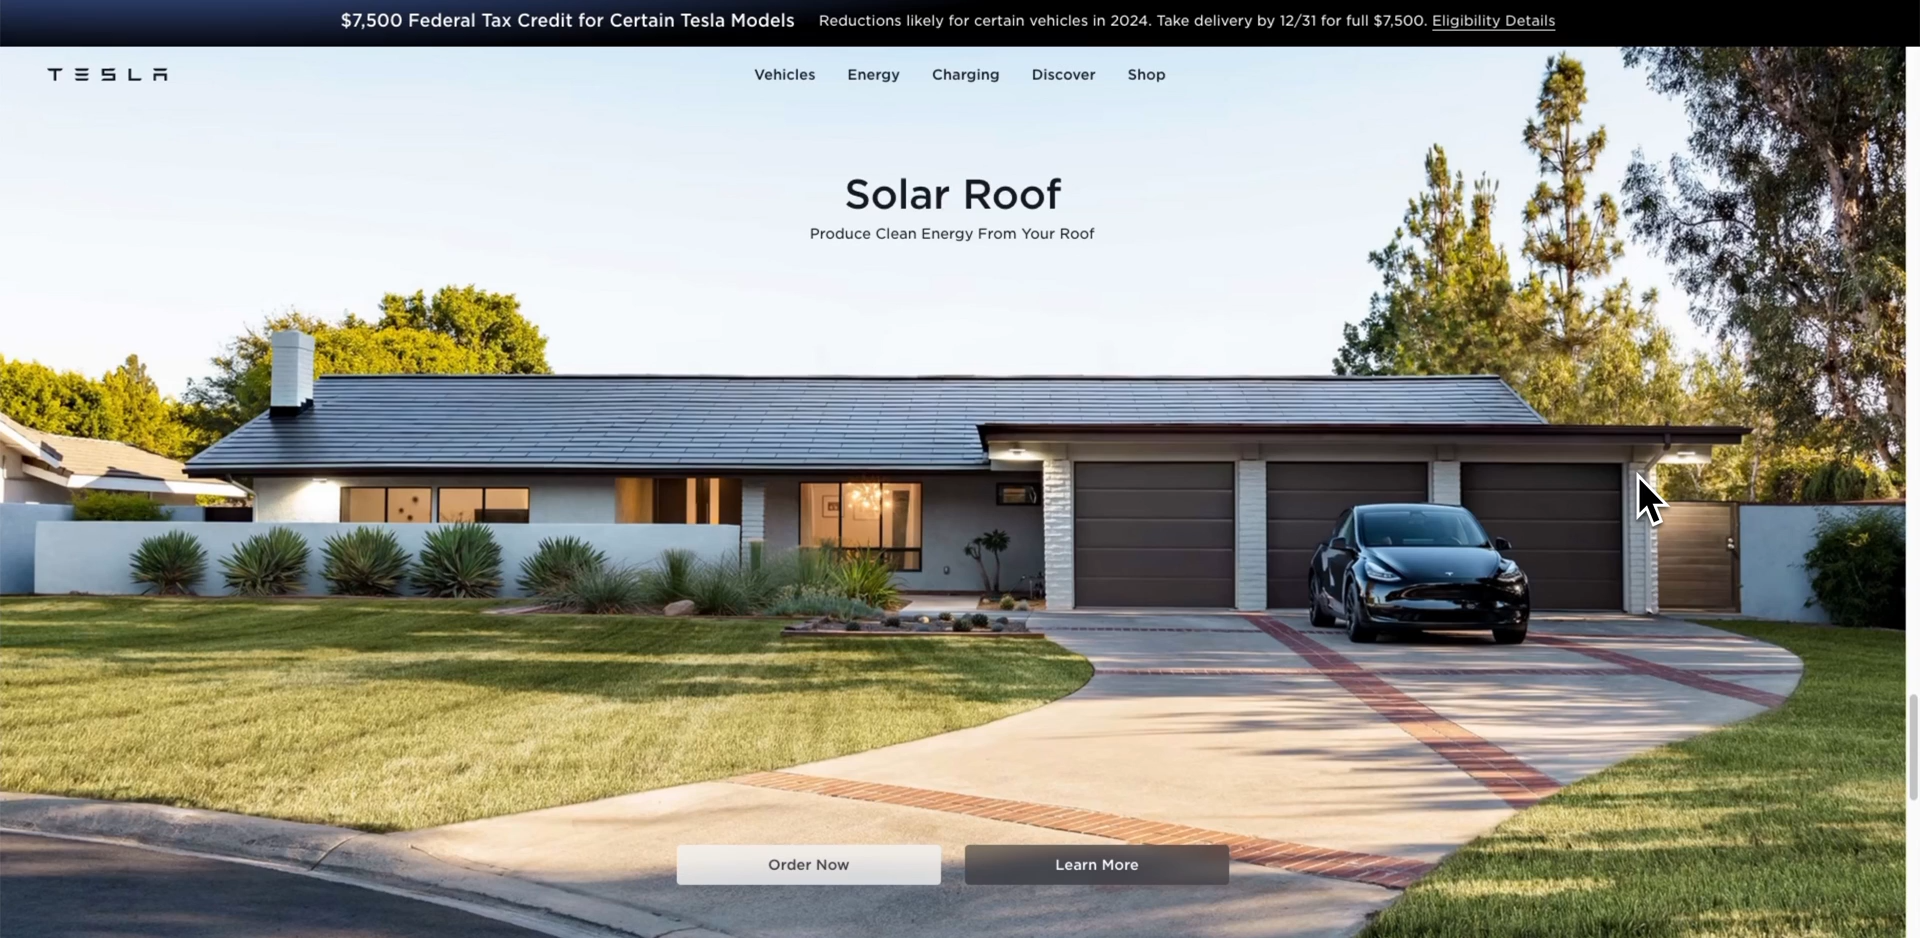 $7,500 Federal Tax Credit for Certain Tesla Models Reductions likely for certain vehicles in 2024. Take delivery by 12/31 for full $7,500. Eligibility Details
TESLA Vehicles Energy Charging Discover Shop
Solar Roof
Produce Clean Energy From Your Roof
Order Now Learn More